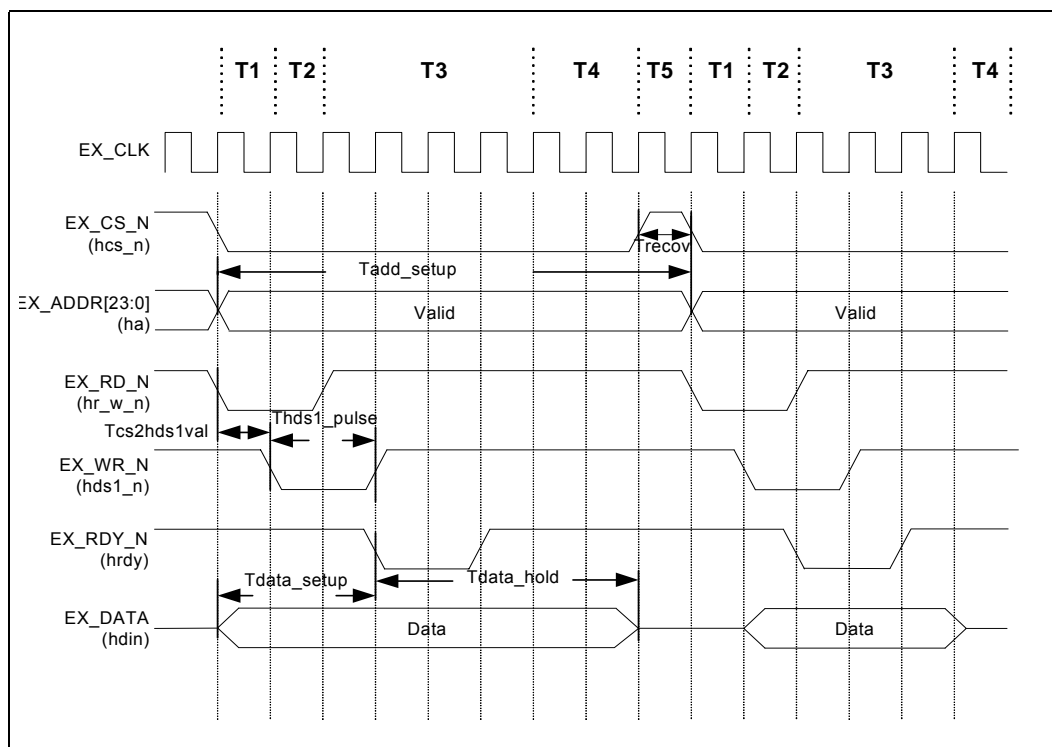 T1 T2 T3 T4 T5 T1 T2 T3 T4
EX_CLK
EX_CS_N
(hcs_n)
Trecov
Tadd_setup
EX_ADDR[23:0]
(ha)
Valid
Valid
EX_RD_N
(hr_w_n)
Thds1_pulse
Tcs2hds1val
EX_WR_N
(hds1_n)
EX_RDY_N
(hrdy)
Tdata_setup
Tdata_hold
EX_DATA
(hdin)
Data
Data